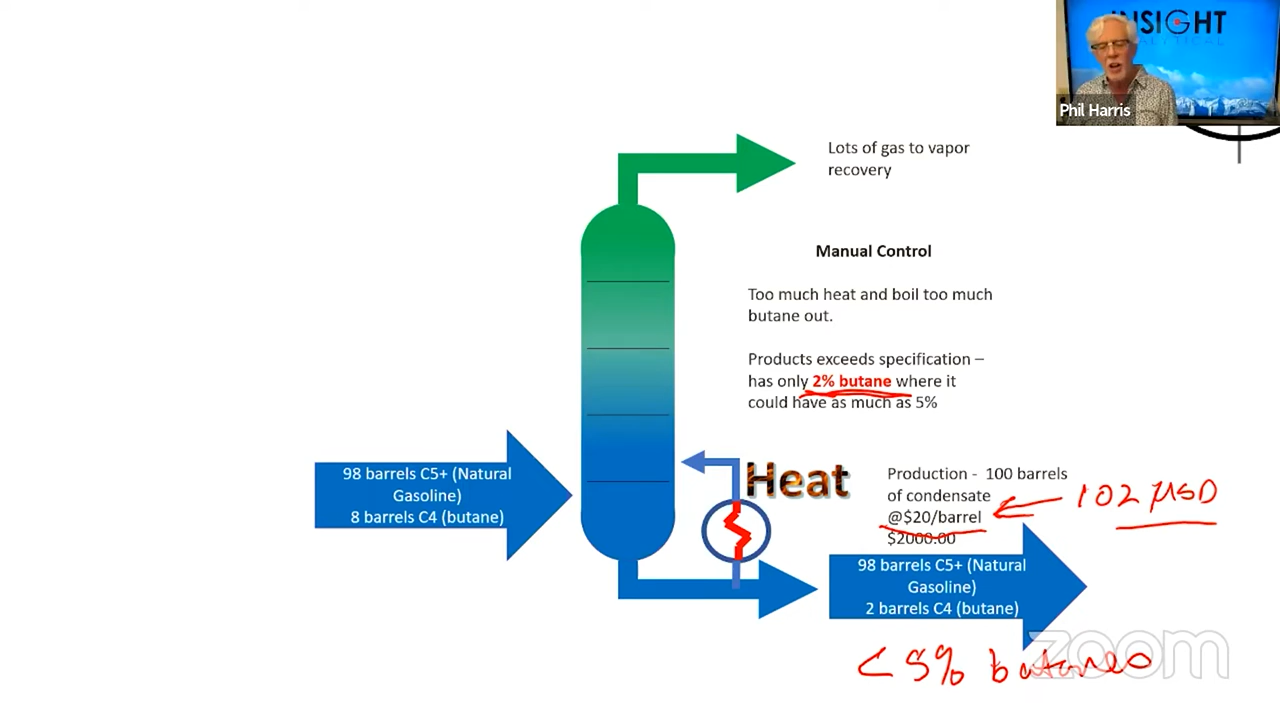 INSIGHT
Phil Harris
Lots of gas to vapor
recovery
Manual Control
Too much heat and boil too much
butane out.
Products exceeds specification –
has only 2% butane where it
could have as much as 5%
98 barrels C5+ (Natural
Gasoline)
8 barrels C4 (butane)
Heat
Production - 100 barrels
of condensate
@$20/barrel
$2000.00
102 USD
98 barrels C5+ (Natural
Gasoline)
2 barrels C4 (butane)
zoom
< 5% butanes